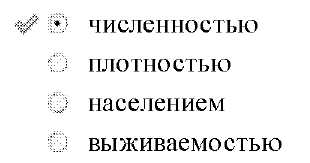 численностью
плотностью
населением
выживаемостью